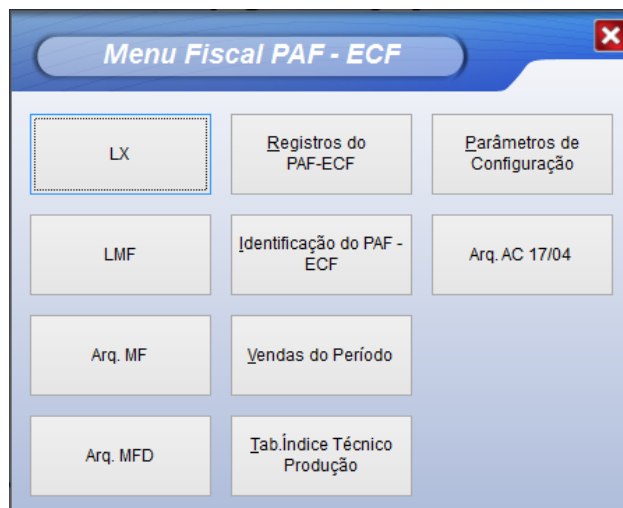 Menu Fiscal PAF - ECF
LX
Registros do
PAF-ECF
Parâmetros de
Configuração
LMF
Identificação do PAF -
ECF
Arq. AC 17/04
Arq. MF
Vendas do Período
Arq. MFD
Tab.Índice Técnico
Produção